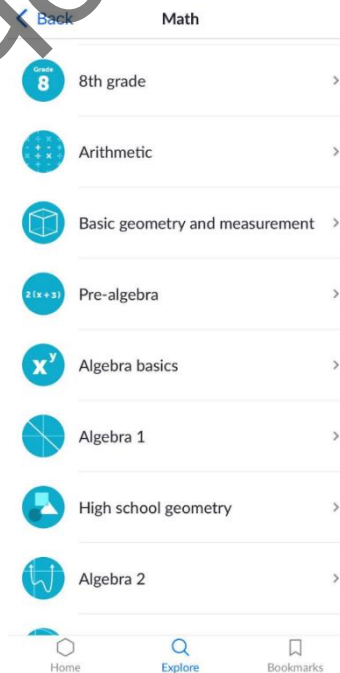 Back
Math
Grade
8
8th grade
Arithmetic
Basic geometry and measurement
2(x+3)
Pre-algebra
xʸ
Algebra basics
Algebra 1
High school geometry
Algebra 2
Home
Explore
Bookmarks